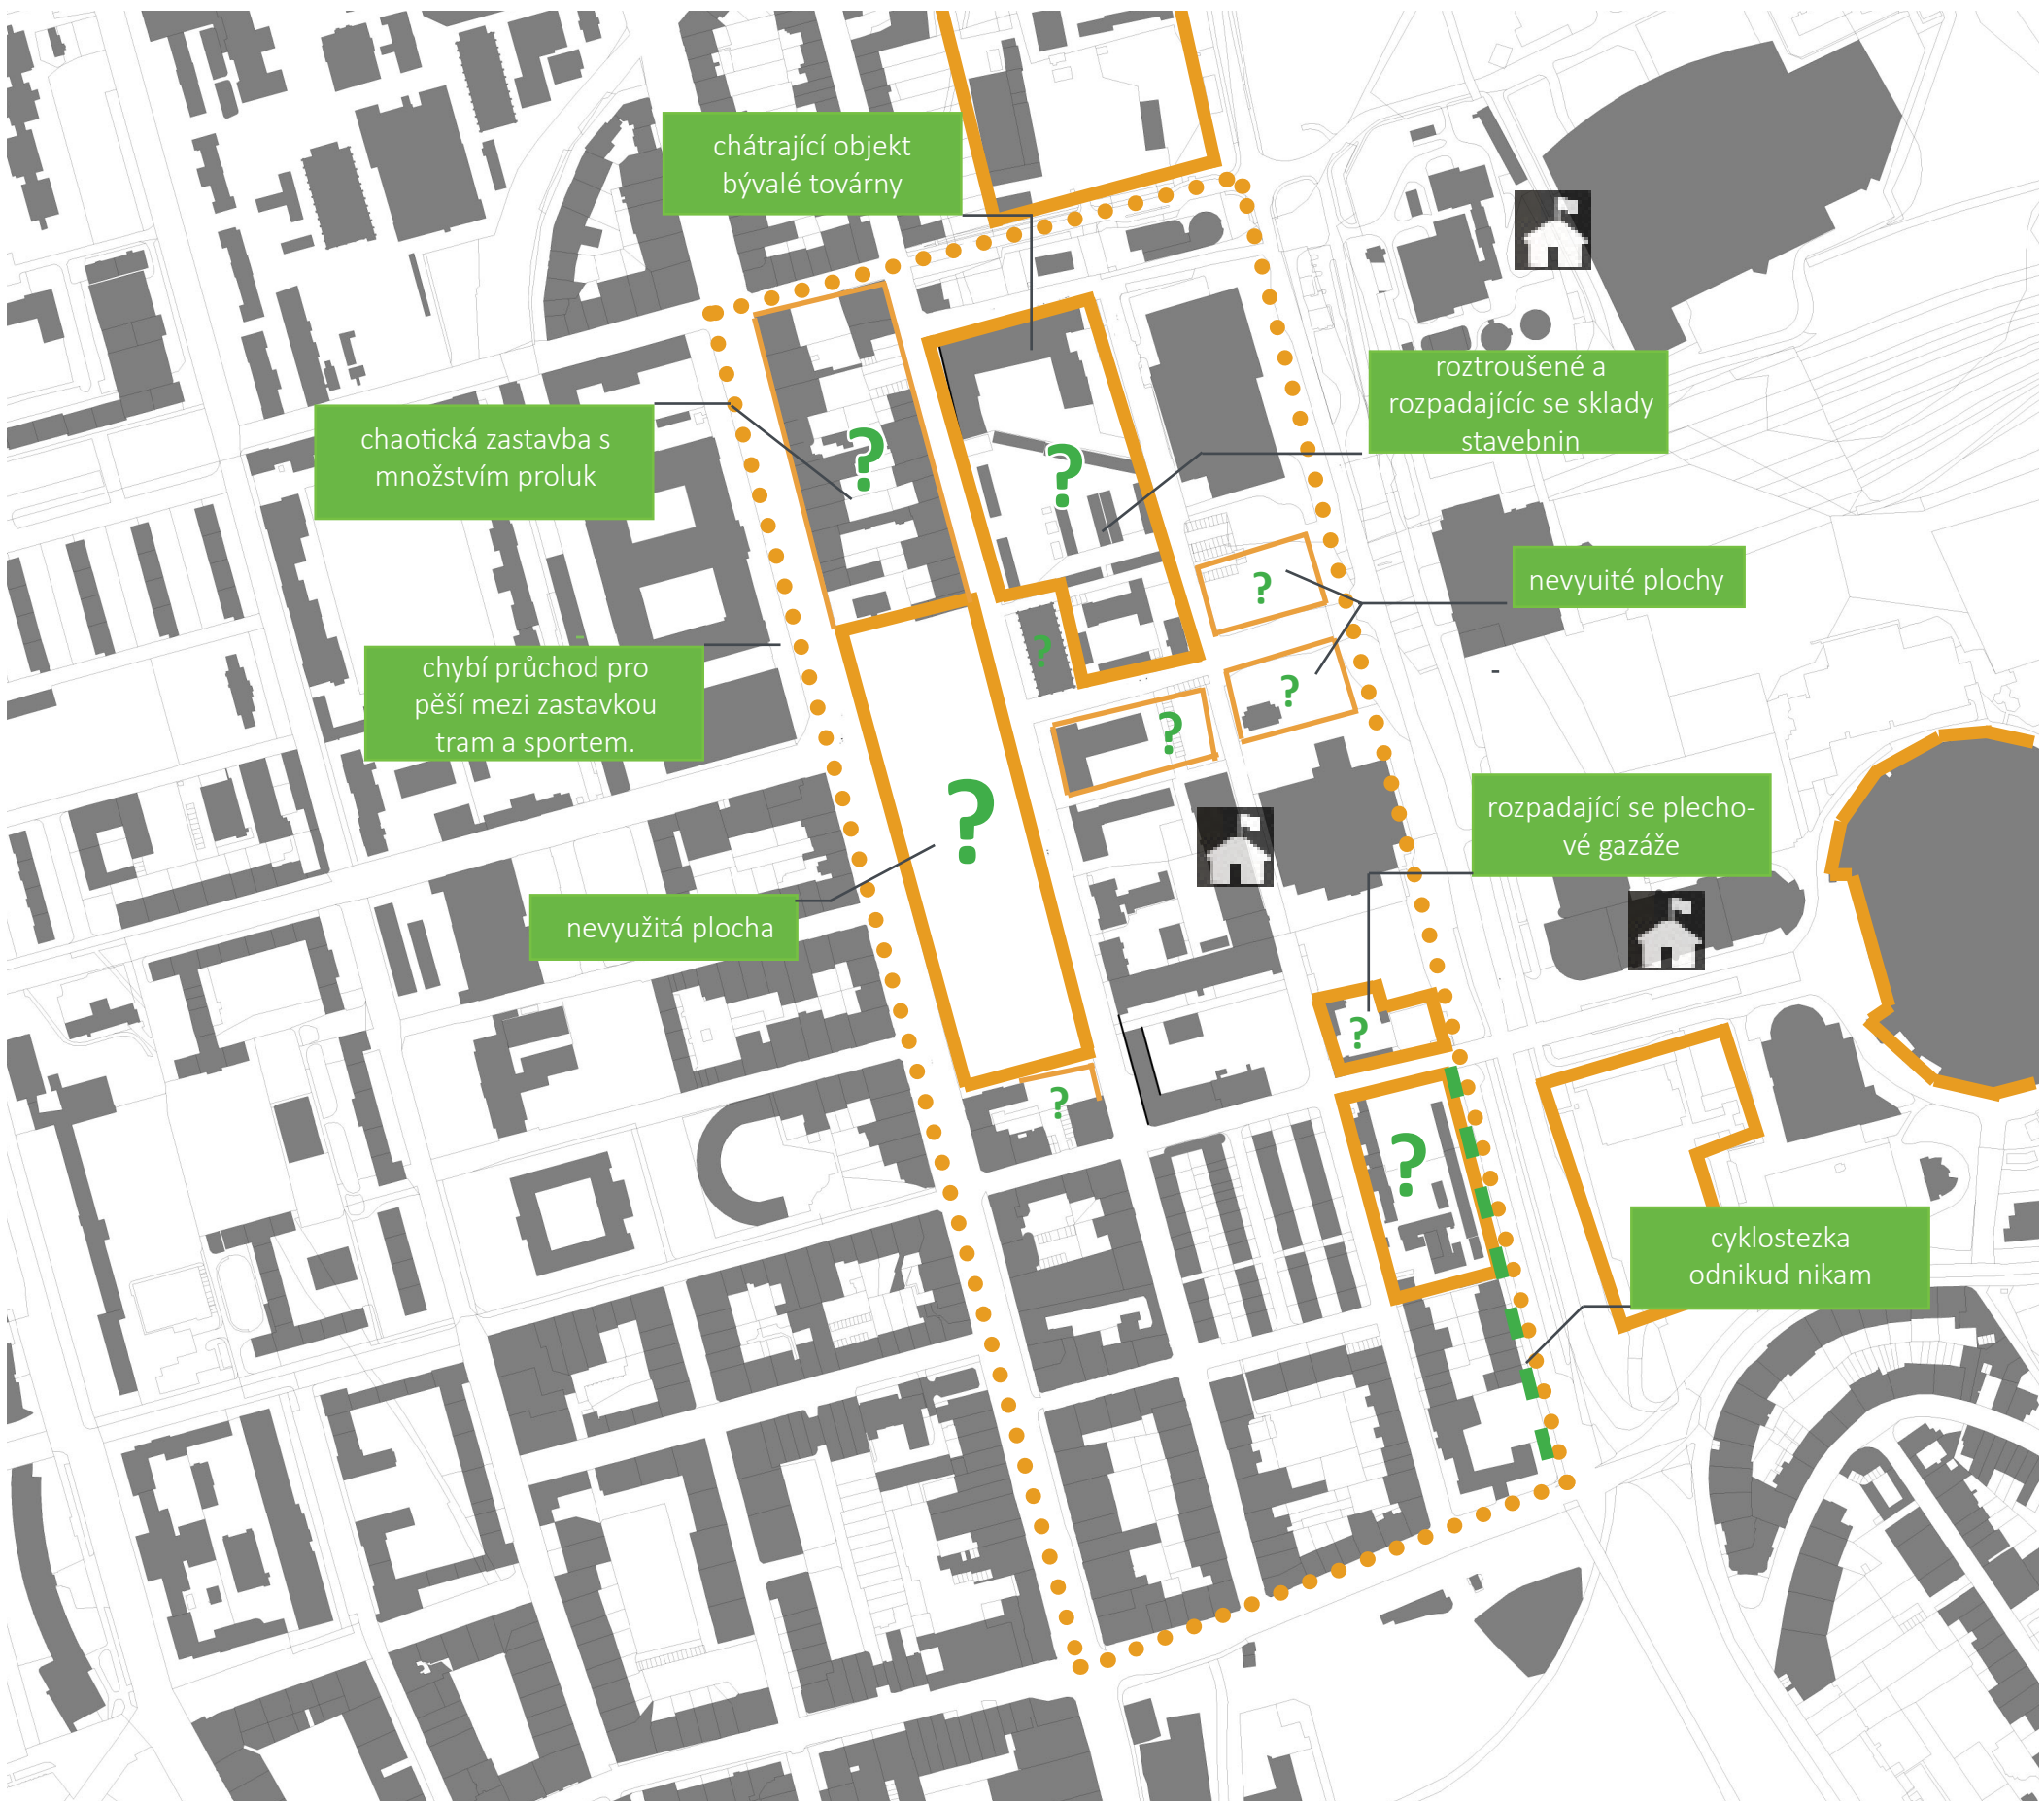 chátrající objekt
bývalé továrny
roztroušené a
rozpadajícíc se sklady
stavebnin
chaotická zastavba s
množstvím proluk
?
?
nevyuité plochy
?
chybí průchod pro
pěší mezi zastavkou
tram a sportem.
?
?
?
rozpadající se plecho-
vé gazáže
?
nevyužitá plocha
?
?
?
cyklostezka
odnikud nikam